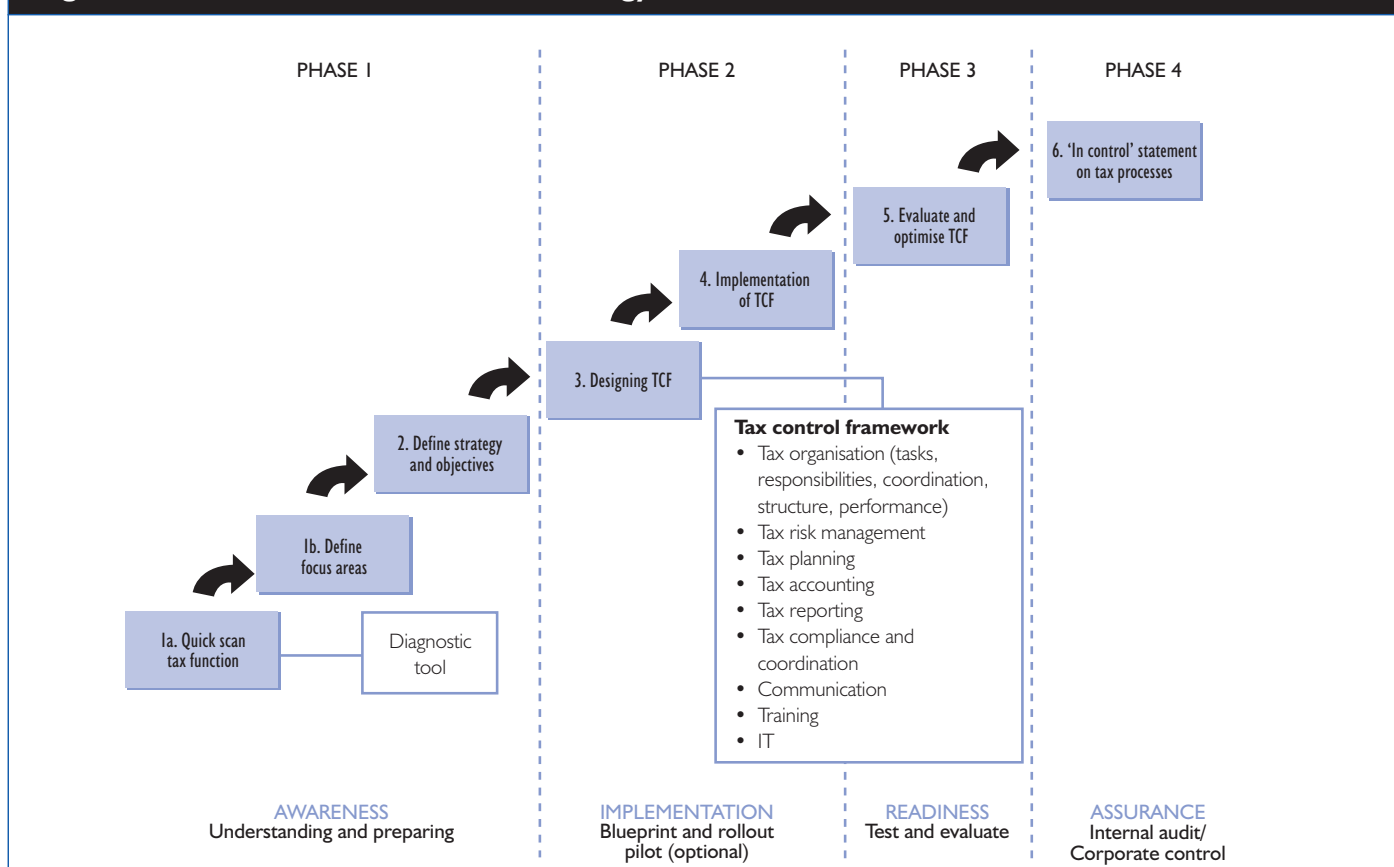 PHASE 1
PHASE 2
PHASE 3
PHASE 4
6. ‘In control’ statement
on tax processes
5. Evaluate and
optimise TCF
4. Implementation
of TCF
3. Designing TCF
2. Define strategy
and objectives
1b. Define
focus areas
1a. Quick scan
tax function
Diagnostic
tool
Tax control framework
• Tax organisation (tasks,
responsibilities, coordination,
structure, performance)
• Tax risk management
• Tax planning
• Tax accounting
• Tax reporting
• Tax compliance and
coordination
• Communication
• Training
• IT
AWARENESS
Understanding and preparing
IMPLEMENTATION
Blueprint and rollout
pilot (optional)
READINESS
Test and evaluate
ASSURANCE
Internal audit/
Corporate control